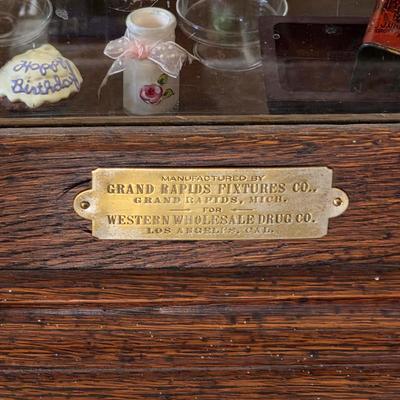 Happy
Birthday
MANUFACTURED BY
GRAND RAPIDS FIXTURES CO.,
GRAND RAPIDS, MICH.
FOR
WESTERN WHOLESALE DRUG CO.
LOS ANGELES, CAL.